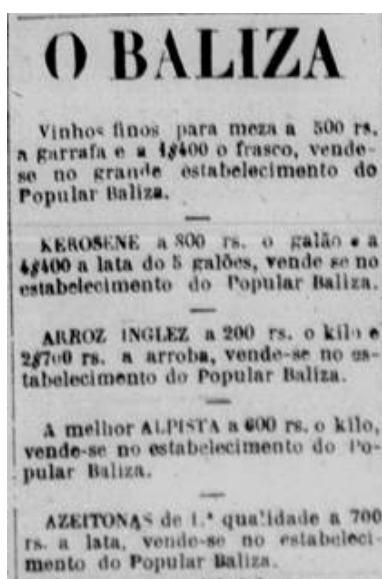 O BALIZA
Vinhos finos para meza a 500 rs.
a garrafa e a 1$400 o frasco, vende-
se no grande estabelecimento do
Popular Baliza.
KEROSENE a 800 rs. o galão e a
4$400 a lata do 5 galões, vende se no
estabelecimento do Popular Baliza.
ARROZ INGLEZ a 200 rs. o kilo e
2$700 rs. a arroba, vende-se no es-
tabelecimento do Popular Baliza.
A melhor ALPISTA a 600 rs. o kilo,
vende-se no estabelecimento do Po-
pular Baliza.
AZEITONAS de 1.ª qualidade a 700
rs. a lata, vende-se no estabeleci-
mento do Popular Baliza.